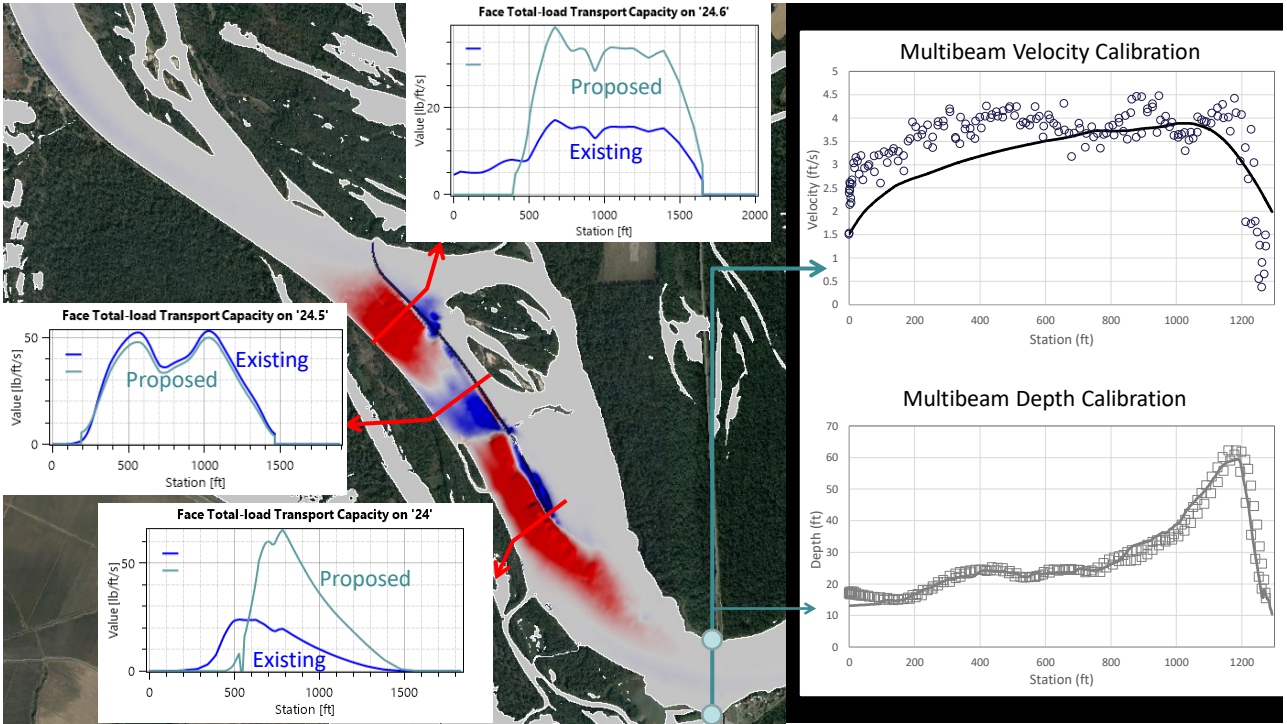 Face Total-load Transport Capacity on '24.6'
Value [lb/ft/s]
20
0
Proposed
Existing
0 500 1000 1500 2000
Station [ft]
Face Total-load Transport Capacity on '24.5'
Value [lb/ft/s]
50
0
Existing
Proposed
0 500 1000 1500
Station [ft]
Face Total-load Transport Capacity on '24'
Value [lb/ft/s]
50
0
Proposed
Existing
0 500 1000 1500
Station [ft]
Multibeam Velocity Calibration
Velocity (ft/s)
5
4.5
4
3.5
3
2.5
2
1.5
1
0.5
0
0 200 400 600 800 1000 1200
Station (ft)
Multibeam Depth Calibration
Depth (ft)
70
60
50
40
30
20
10
0
0 200 400 600 800 1000 1200
Station (ft)